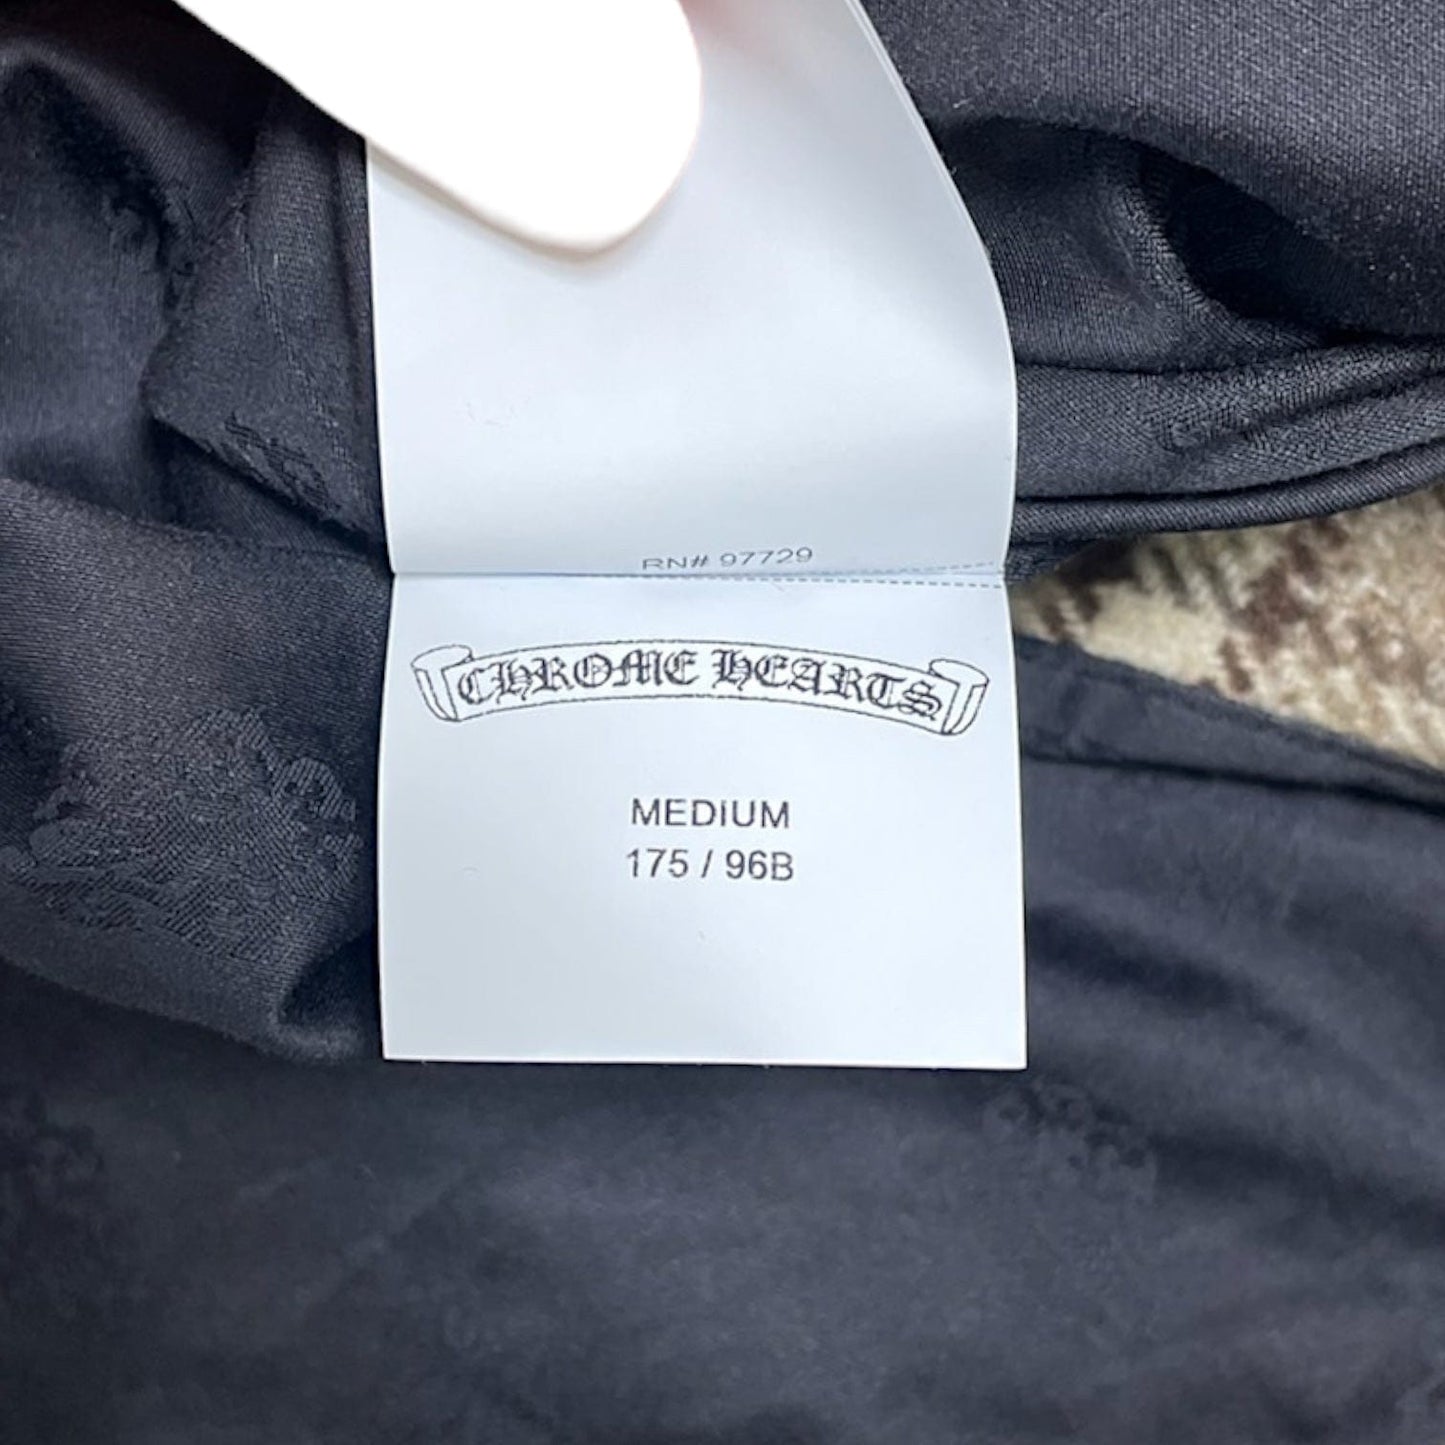 RN# 97729
CHROME HEARTS
MEDIUM
175 / 96B